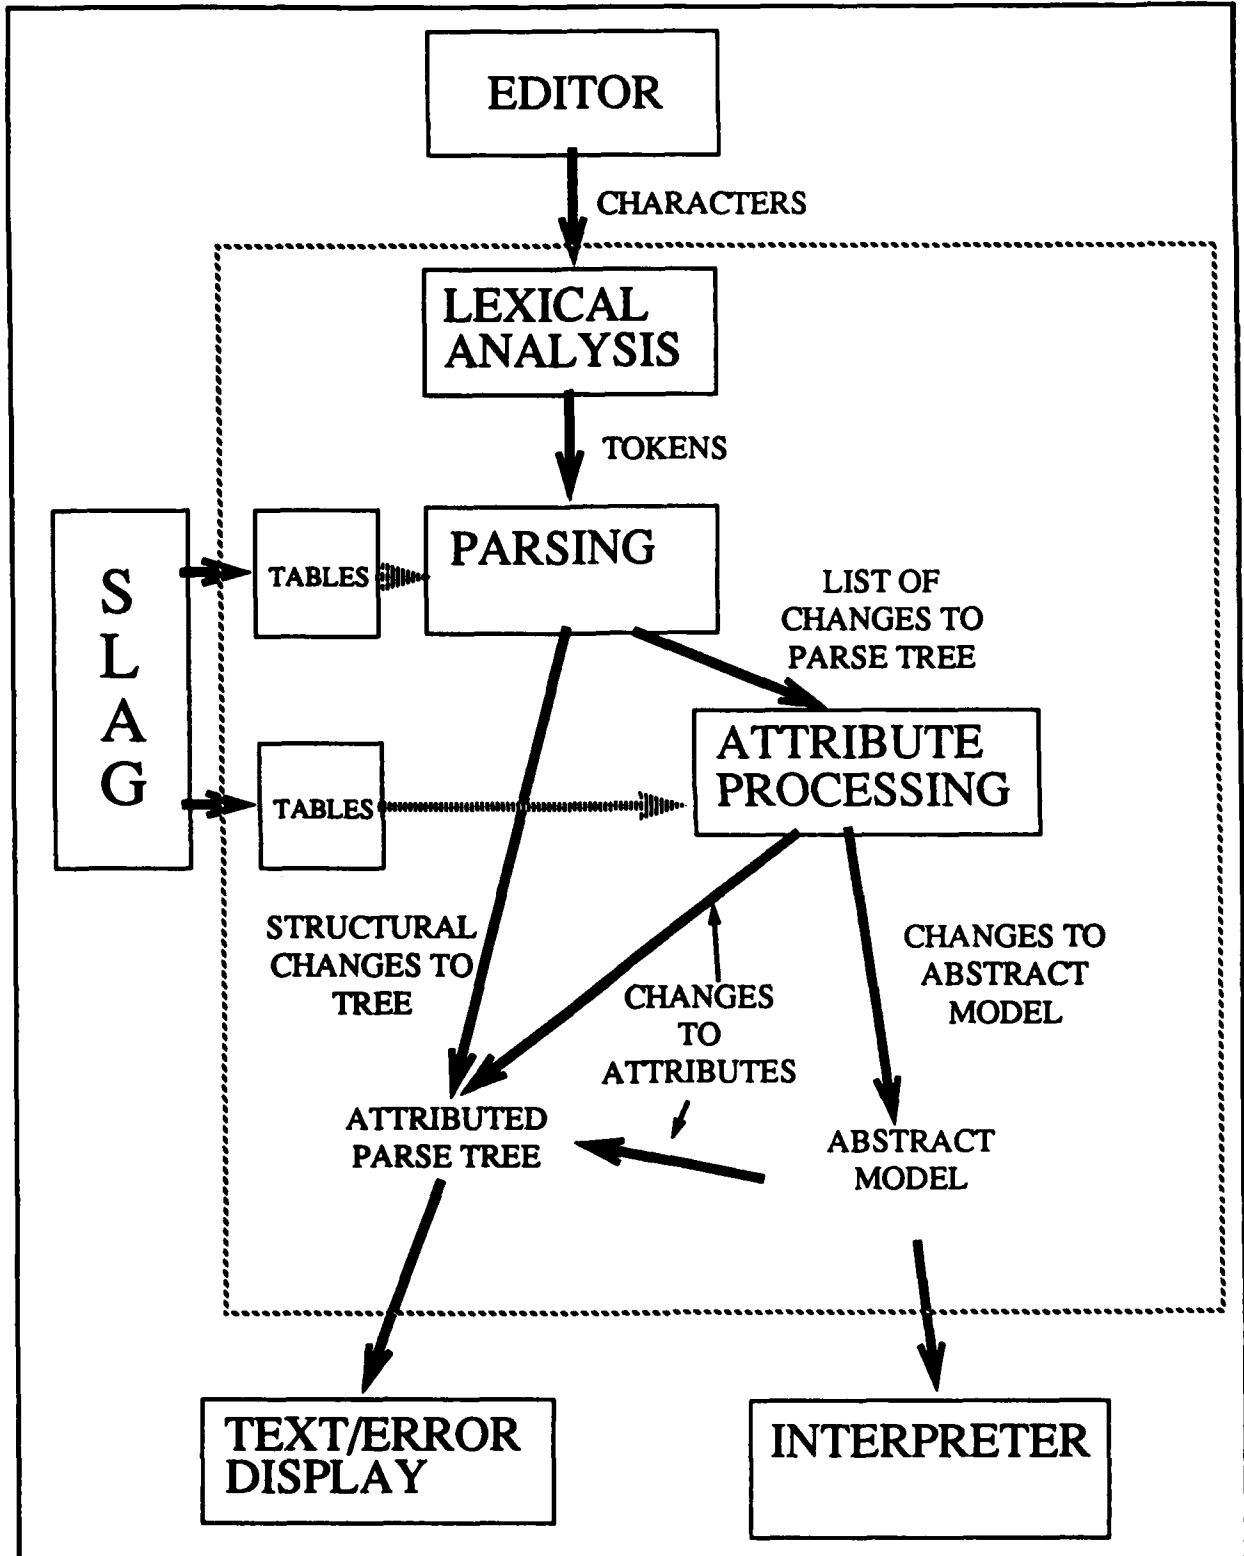 EDITOR
CHARACTERS
LEXICAL
ANALYSIS
TOKENS
S
L
A
G
TABLES
PARSING
LIST OF
CHANGES TO
PARSE TREE
TABLES
ATTRIBUTE
PROCESSING
STRUCTURAL
CHANGES TO
TREE
CHANGES
TO
ATTRIBUTES
CHANGES TO
ABSTRACT
MODEL
ATTRIBUTED
PARSE TREE
ABSTRACT
MODEL
TEXT/ERROR
DISPLAY
INTERPRETER